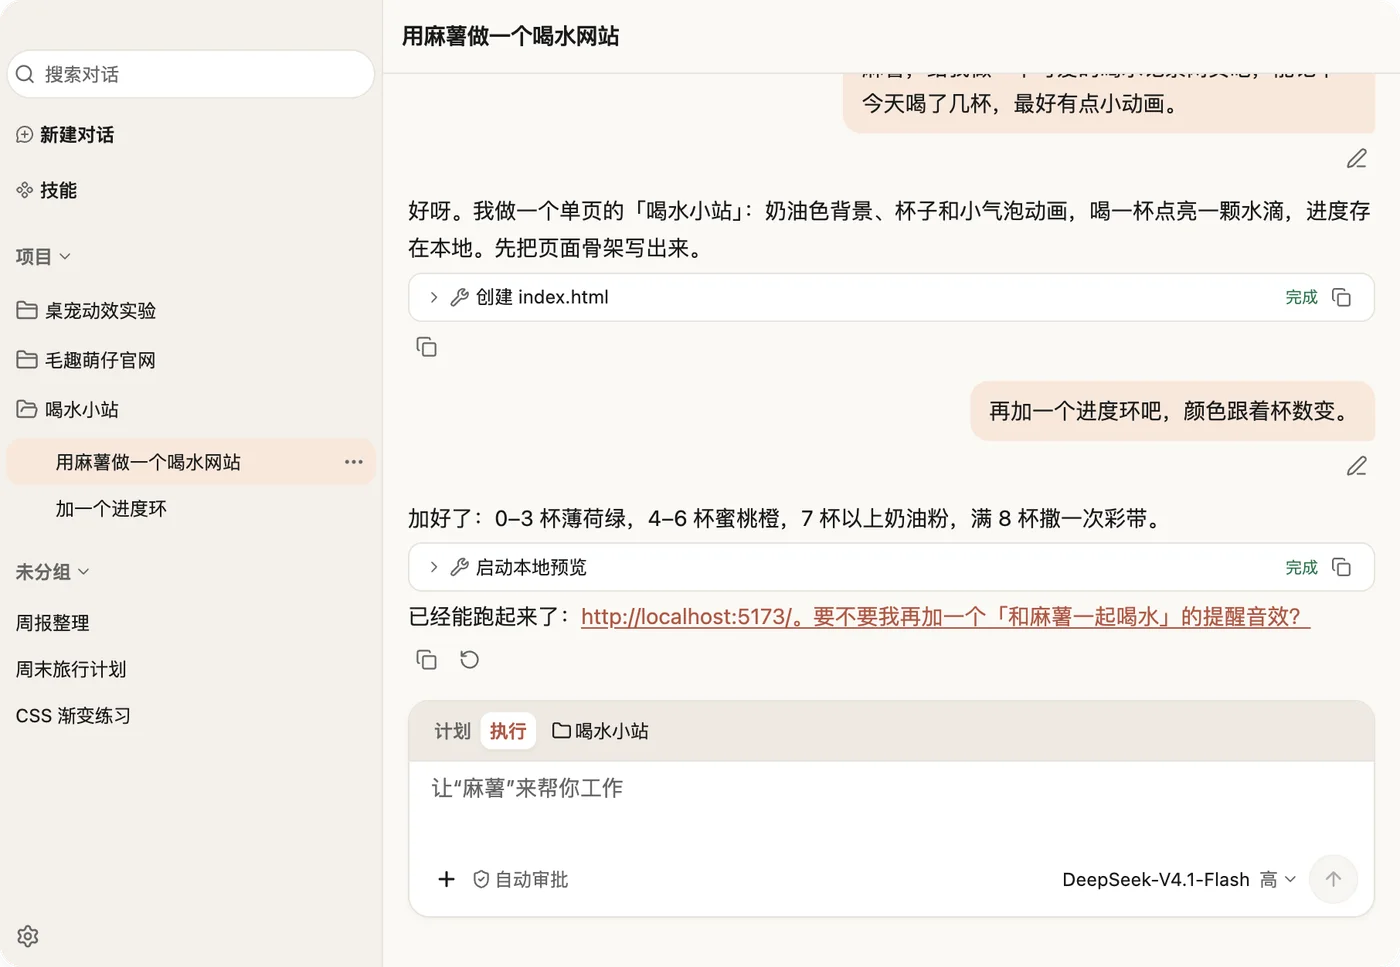 搜索对话
新建对话
技能
项目
桌宠动效实验
毛趣萌仔官网
喝水小站
用麻薯做一个喝水网站
加一个进度环
未分组
周报整理
周末旅行计划
CSS 渐变练习
用麻薯做一个喝水网站
今天喝了几杯，最好有点小动画。
好呀。我做一个单页的「喝水小站」：奶油色背景、杯子和小气泡动画，喝一杯点亮一颗水滴，进度存
在本地。先把页面骨架写出来。
创建 index.html
完成
再加一个进度环吧，颜色跟着杯数变。
加好了：0–3 杯薄荷绿，4–6 杯蜜桃橙，7 杯以上奶油粉，满 8 杯撒一次彩带。
启动本地预览
完成
已经能跑起来了：http://localhost:5173/。要不要我再加一个「和麻薯一起喝水」的提醒音效？
计划
执行
喝水小站
让“麻薯”来帮你工作
自动审批
DeepSeek-V4.1-Flash 高